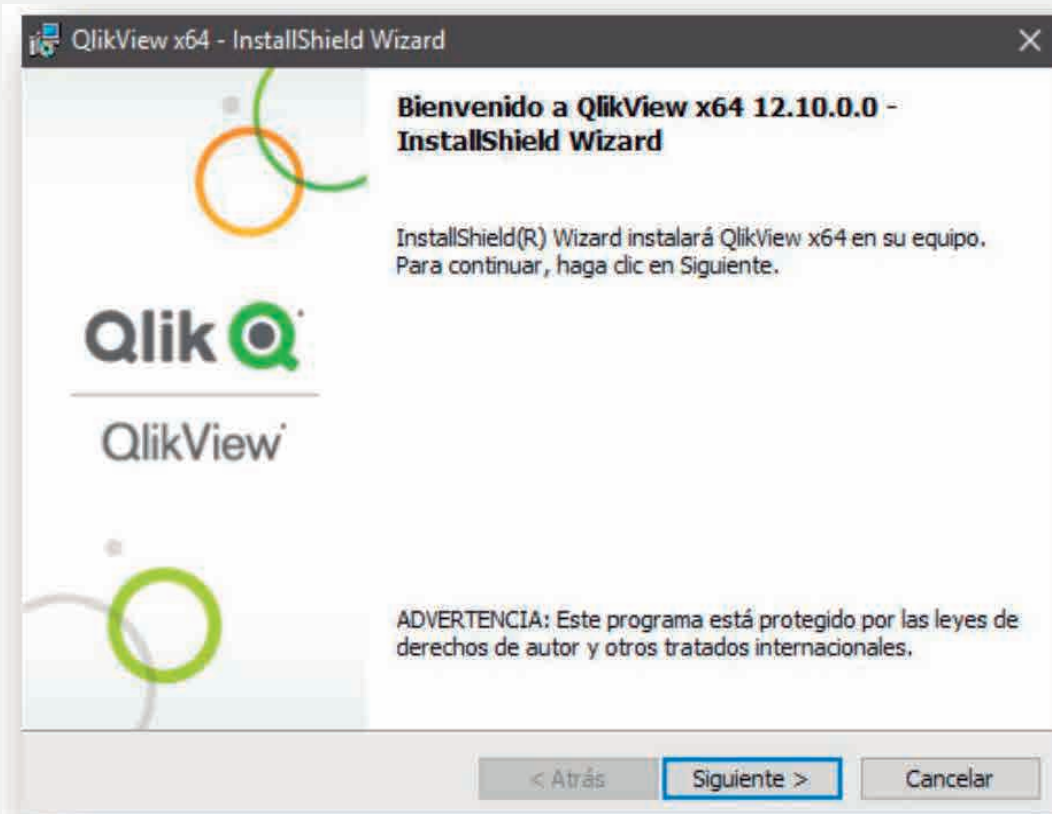 QlikView x64 - InstallShield Wizard
Bienvenido a QlikView x64 12.10.0.0 -
InstallShield Wizard
InstallShield(R) Wizard instalará QlikView x64 en su equipo.
Para continuar, haga clic en Siguiente.
Qlik Q
QlikView
ADVERTENCIA: Este programa está protegido por las leyes de
derechos de autor y otros tratados internacionales.
< Atrás
Siguiente >
Cancelar